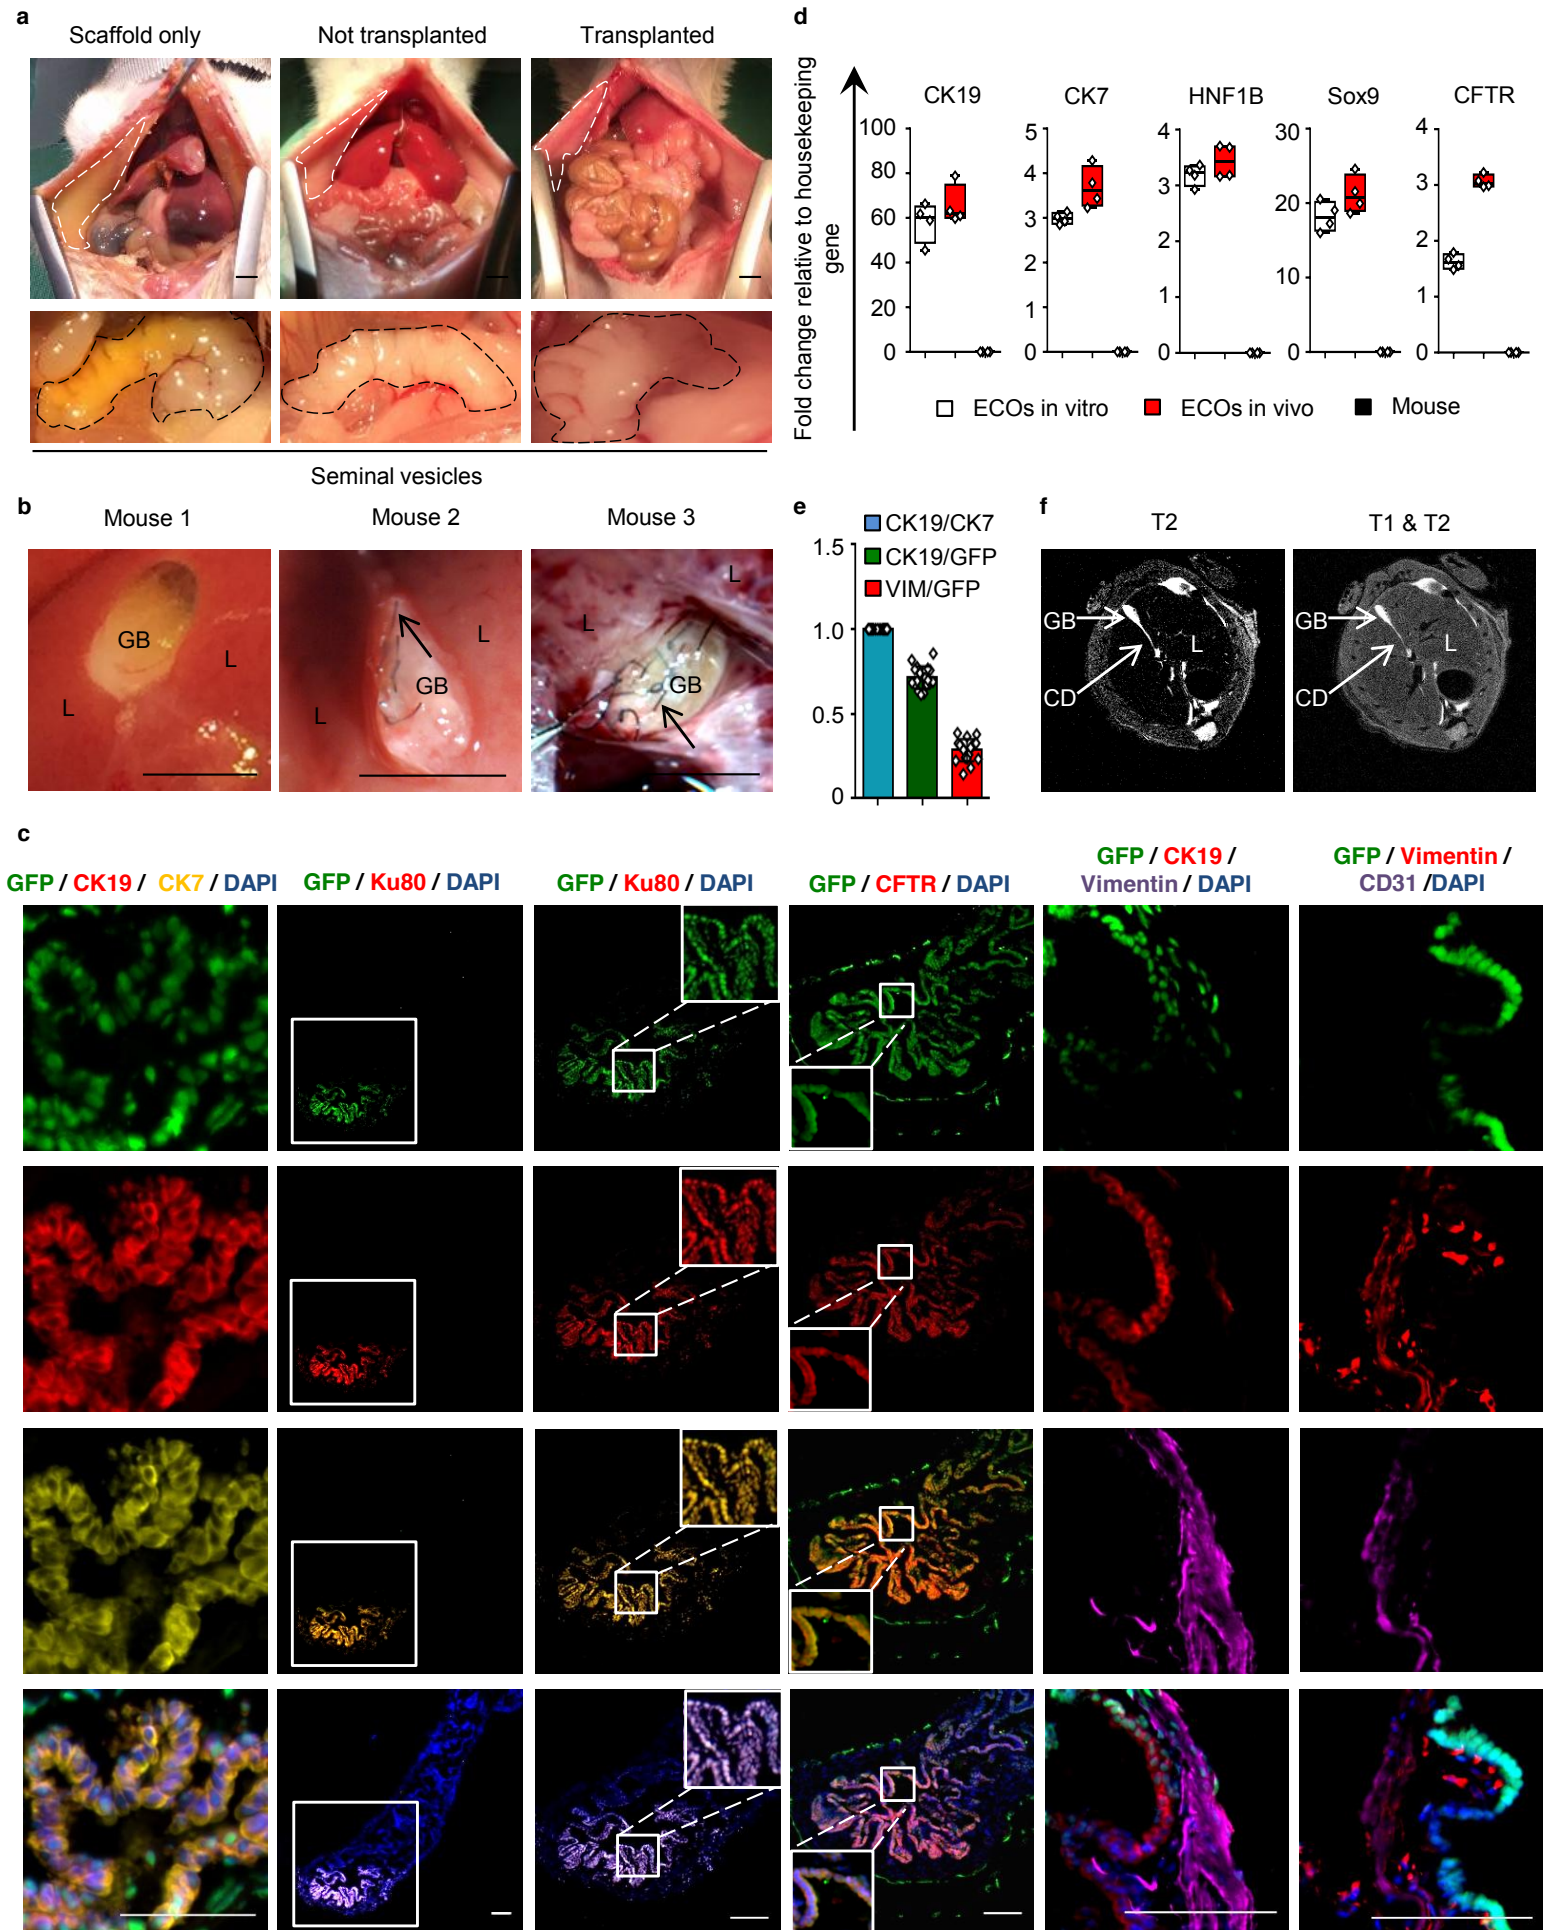 a
Scaffold only
Not transplanted
Transplanted
Seminal vesicles
b
Mouse 1
Mouse 2
Mouse 3
GB
L
L
L
L
GB
L
L
GB
c
GFP / CK19 / CK7 / DAPI
GFP / Ku80 / DAPI
GFP / Ku80 / DAPI
GFP / CFTR / DAPI
GFP / CK19 /
Vimentin / DAPI
GFP / Vimentin /
CD31 /DAPI
d
Fold change relative to housekeeping
gene
CK19
100
80
60
40
20
0
CK7
5
4
3
2
1
0
HNF1B
4
3
2
1
0
Sox9
30
20
10
0
CFTR
4
3
2
1
0
ECOs in vitro
ECOs in vivo
Mouse
e
CK19/CK7
CK19/GFP
VIM/GFP
1.5
1.0
0.5
0
f
T2
T1 & T2
GB
L
CD
GB
L
CD